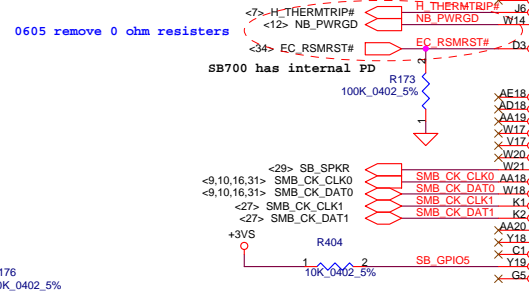 <7> H_THERMTRIP# H_THERMTRIP# J6
<12> NB_PWRGD NB_PWRGD W14
0605 remove 0 ohm resisters
<34> EC_RSMRST# EC_RSMRST# D3
SB700 has internal PD
2
R173
100K_0402_5%
1
AE18
AD18
AA19
W17
V17
W20
<29> SB_SPKR W21
<9,10,16,31> SMB_CK_CLK0 SMB_CK_CLK0 AA18
<9,10,16,31> SMB_CK_DAT0 SMB_CK_DAT0 W18
<27> SMB_CK_CLK1 SMB_CK_CLK1 K1
<27> SMB_CK_DAT1 SMB_CK_DAT1 K2
AA20
+3VS
R404 Y18
C1
1 2 SB_GPIO5 Y19
176 10K_0402_5% G5
K_0402_5%